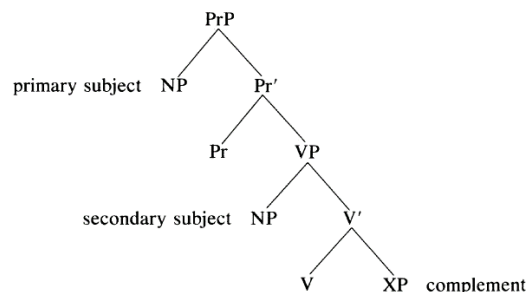 PrP
primary subject NP Pr′
Pr VP
secondary subject NP V′
V XP complement